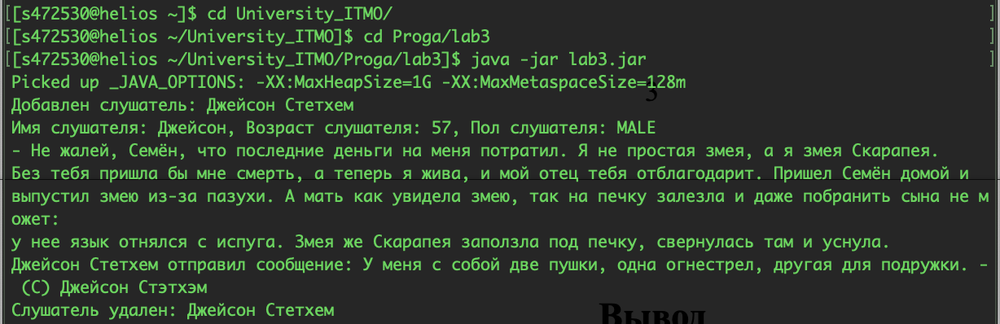 [[s472530@helios ~]$ cd University_ITMO/ ]
[[s472530@helios ~/University_ITMO]$ cd Proga/lab3 ]
[[s472530@helios ~/University_ITMO/Proga/lab3]$ java -jar lab3.jar ]
Picked up _JAVA_OPTIONS: -XX:MaxHeapSize=1G -XX:MaxMetaspaceSize=128m
3
Добавлен слушатель: Джейсон Стетхем
Имя слушателя: Джейсон, Возраст слушателя: 57, Пол слушателя: MALE
- Не жалей, Семён, что последние деньги на меня потратил. Я не простая змея, а я змея Скарапея.
Без тебя пришла бы мне смерть, а теперь я жива, и мой отец тебя отблагодарит. Пришел Семён домой и
выпустил змею из-за пазухи. А мать как увидела змею, так на печку залезла и даже побранить сына не м
ожет:
у нее язык отнялся с испуга. Змея же Скарапея заползла под печку, свернулась там и уснула.
Джейсон Стетхем отправил сообщение: У меня с собой две пушки, одна огнестрел, другая для подружки. -
(С) Джейсон Стэтхэм
Слушатель удален: Джейсон Стетхем
Вывод